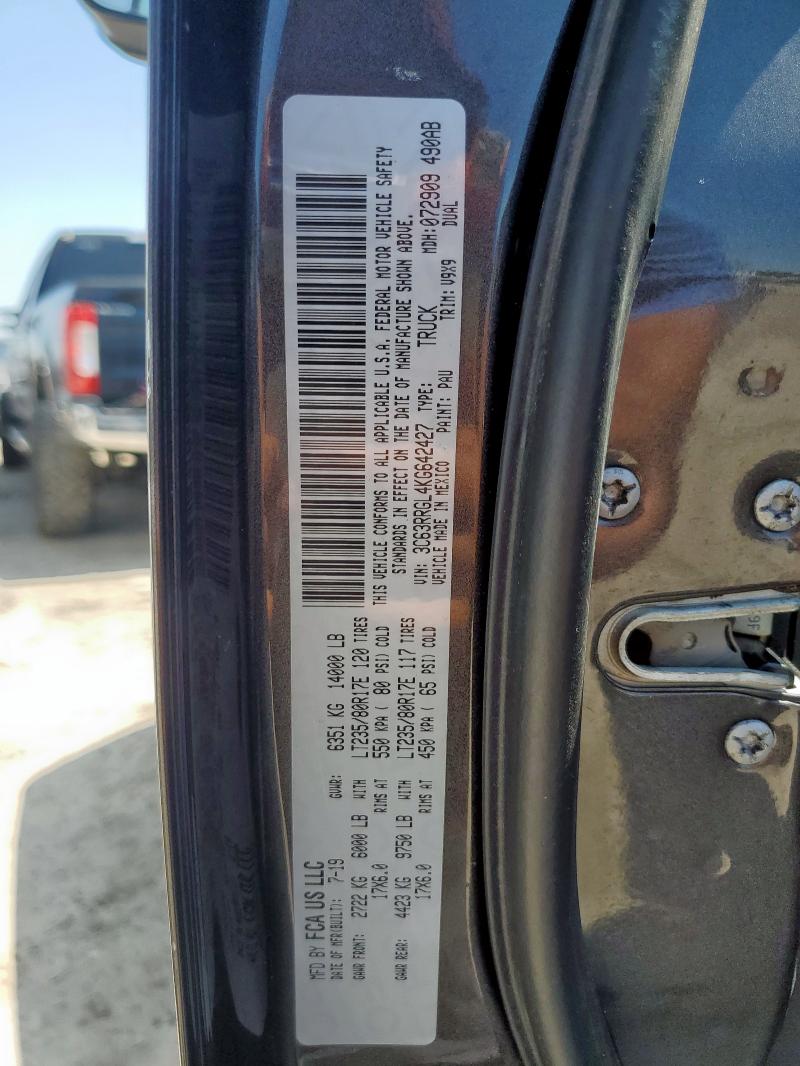 MFD BY FCA US LLC
DATE OF MFR(BUILT): 7-19 GVWR: 6351 KG 14000 LB
GAWR FRONT: 2722 KG 6000 LB WITH LT235/80R17E 120 TIRES
17X6.0 RIMS AT 550 KPA ( 80 PSI) COLD
GAWR REAR: 4423 KG 9750 LB WITH LT235/80R17E 117 TIRES
17X6.0 RIMS AT 450 KPA ( 65 PSI) COLD
THIS VEHICLE CONFORMS TO ALL APPLICABLE U.S.A. FEDERAL MOTOR VEHICLE SAFETY
STANDARDS IN EFFECT ON THE DATE OF MANUFACTURE SHOWN ABOVE.
VIN: 3C63RRGL4KG642427 TYPE: TRUCK MDH:072909 490AB
VEHICLE MADE IN MEXICO PAINT: PAU TRIM: V9X9 DUAL